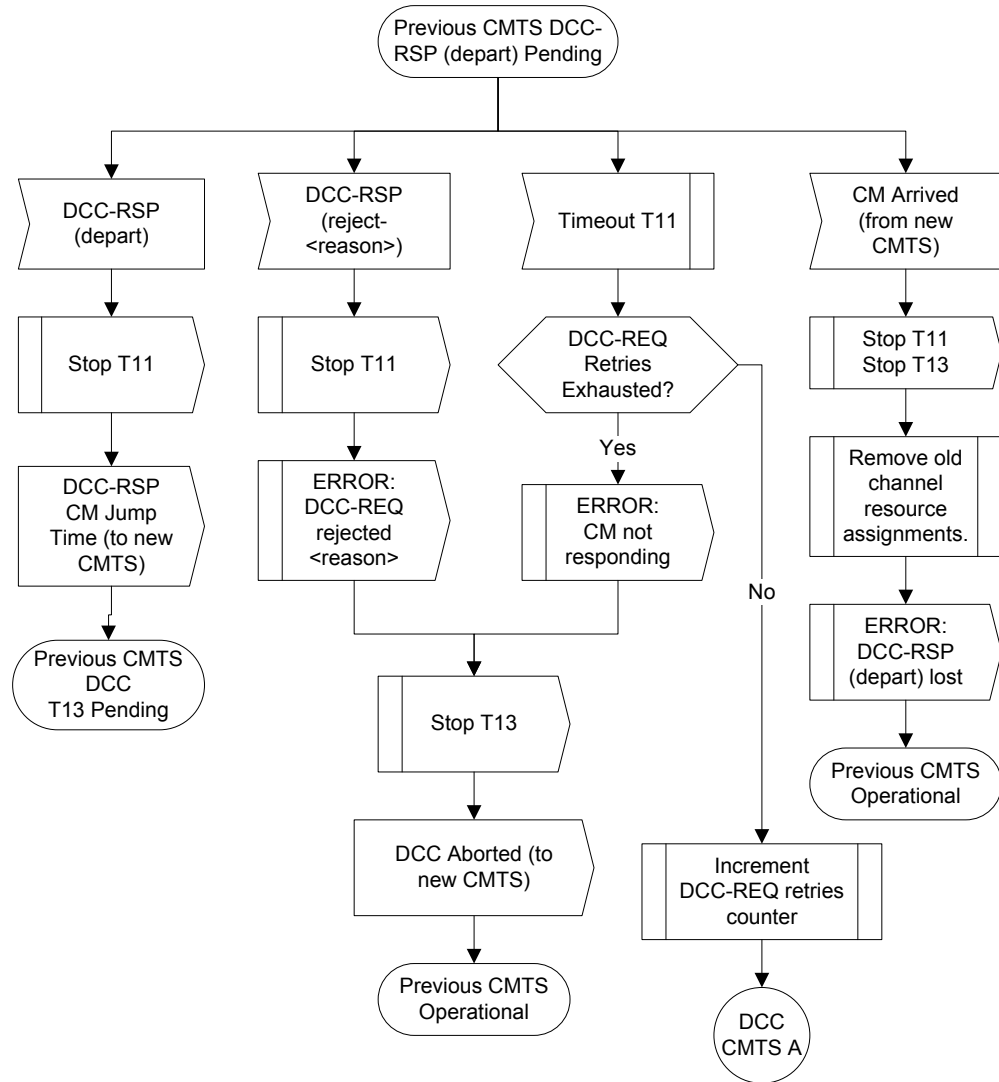 Previous CMTS DCC-
RSP (depart) Pending
DCC-RSP
(depart)
DCC-RSP
(reject-
<reason>)
Timeout T11
CM Arrived
(from new
CMTS)
Stop T11
Stop T11
DCC-REQ
Retries
Exhausted?
Stop T11
Stop T13
Yes
DCC-RSP
CM Jump
Time (to new
CMTS)
ERROR:
DCC-REQ
rejected
<reason>
ERROR:
CM not
responding
Remove old
channel
resource
assignments.
No
Previous CMTS
DCC
T13 Pending
ERROR:
DCC-RSP
(depart) lost
Stop T13
Previous CMTS
Operational
DCC Aborted (to
new CMTS)
Increment
DCC-REQ retries
counter
Previous CMTS
Operational
DCC
CMTS A